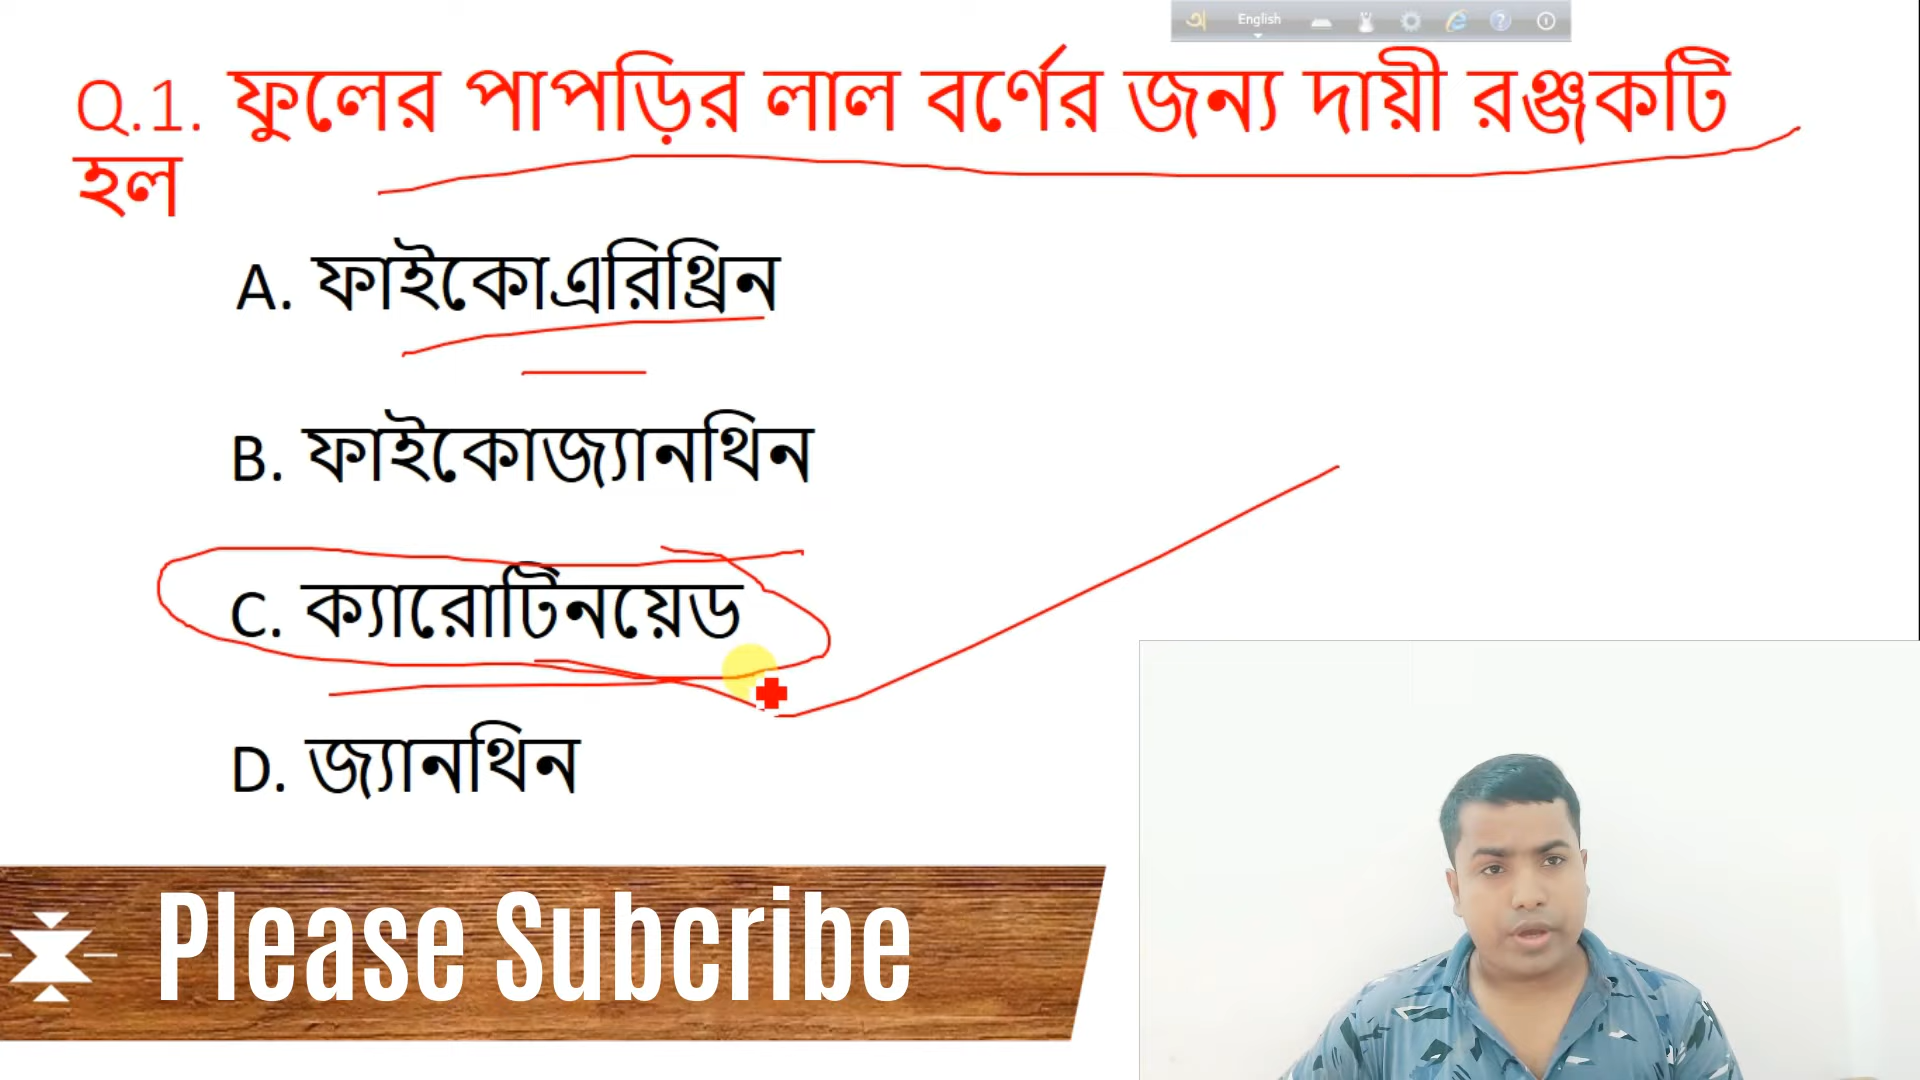 English
Q.1. ফুলের পাপড়ির লাল বর্ণের জন্য দায়ী রঞ্জকটি
হল
A. ফাইকোএরিথ্রিন
B. ফাইকোজ্যানথিন
C. ক্যারোটিনয়েড
D. জ্যানথিন
Please Subcribe